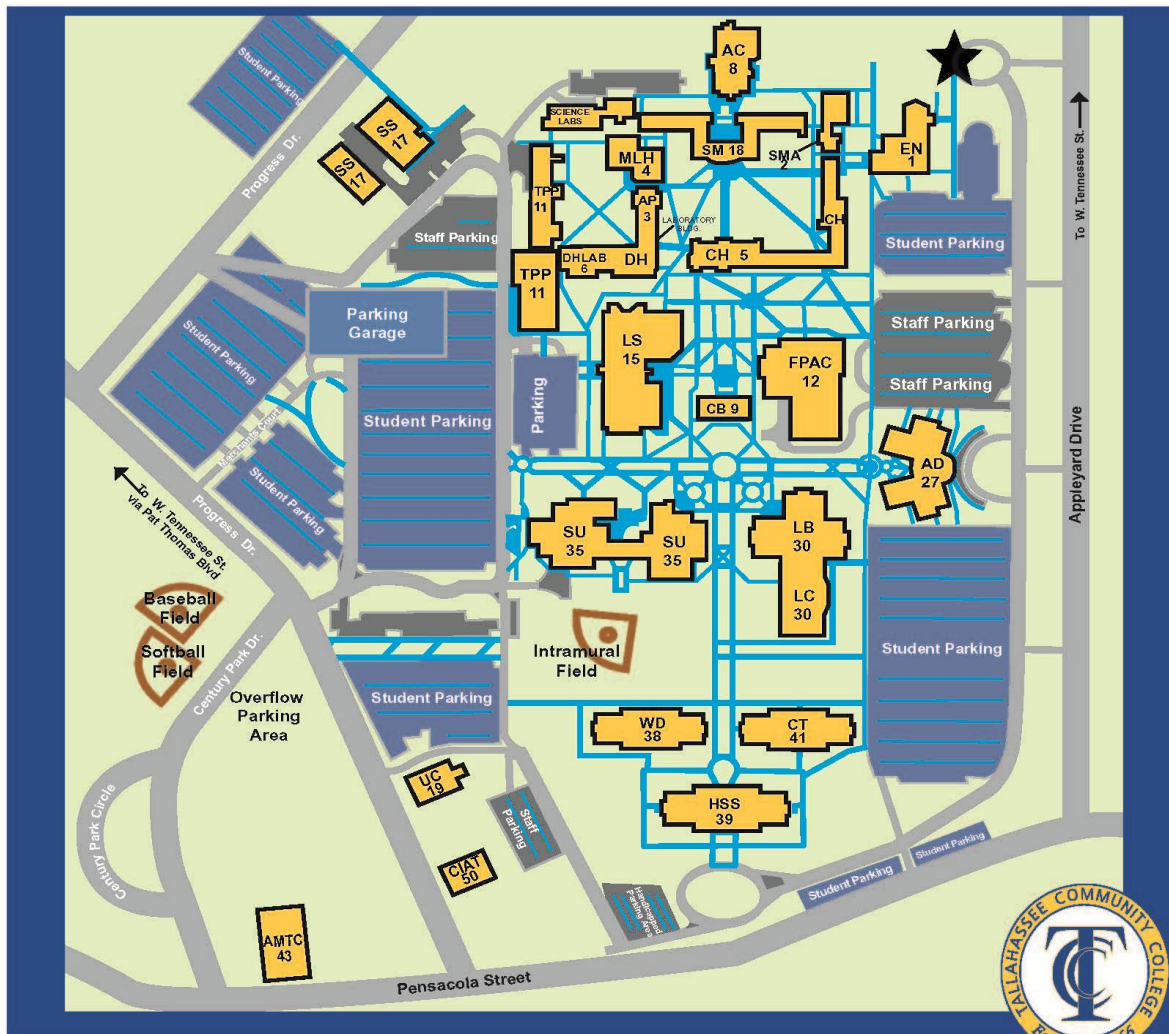 AC
8
Student Parking
Progress Dr.
SS
17
SS
17
SCIENCE
LABS
SM 18
SMA
2
EN
1
To W. Tennessee St.
MLH
4
TPP
11
AP
3
LABORATORY
BLDG.
CH
Staff Parking
Student Parking
DHLAB
6
DH
CH 5
TPP
11
Student Parking
Parking
Garage
Staff Parking
Staff Parking
LS
15
FPAC
12
CB 9
Parking
Student Parking
Merchants Court
Student Parking
AD
27
Appleyard Drive
To W. Tennessee St.
via Pat Thomas Blvd
Progress Dr.
SU
35
SU
35
LB
30
LC
30
Baseball
Field
Softball
Field
Century Park Dr.
Intramural
Field
Student Parking
Overflow
Parking
Area
Student Parking
WD
38
CT
41
UC
19
HSS
39
Staff
Parking
Century Park Circle
CIAT
50
Student Parking
Student Parking
Handicapped
Parking Area
AMTC
43
Pensacola Street
TALLAHASSEE COMMUNITY COLLEGE
TCC